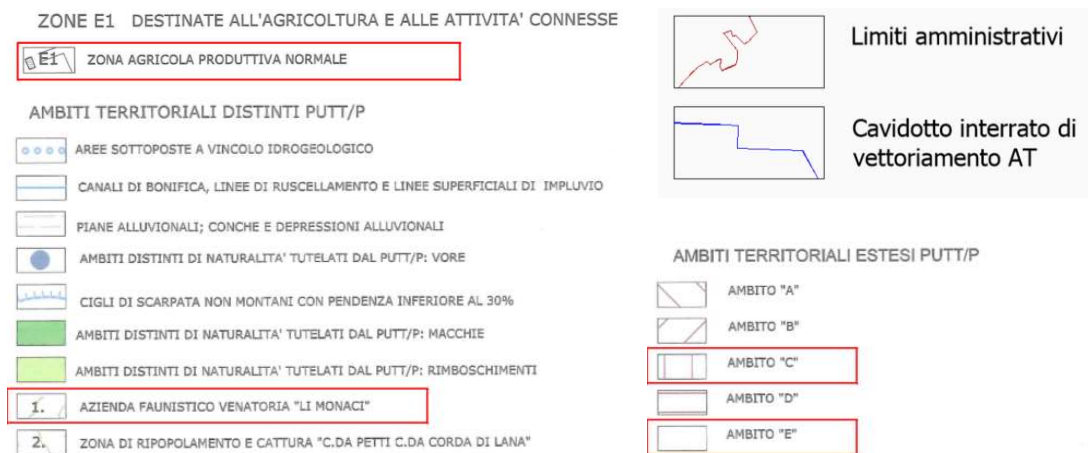 ZONE E1 DESTINATE ALL'AGRICOLTURA E ALLE ATTIVITA' CONNESSE
E1 ZONA AGRICOLA PRODUTTIVA NORMALE
AMBITI TERRITORIALI DISTINTI PUTT/P
AREE SOTTOPOSTE A VINCOLO IDROGEOLOGICO
CANALI DI BONIFICA, LINEE DI RUSCELLAMENTO E LINEE SUPERFICIALI DI IMPLUVIO
PIANE ALLUVIONALI; CONCHE E DEPRESSIONI ALLUVIONALI
AMBITI DISTINTI DI NATURALITA' TUTELATI DAL PUTT/P: VORE
CIGLI DI SCARPATA NON MONTANI CON PENDENZA INFERIORE AL 30%
AMBITI DISTINTI DI NATURALITA' TUTELATI DAL PUTT/P: MACCHIE
AMBITI DISTINTI DI NATURALITA' TUTELATI DAL PUTT/P: RIMBOSCHIMENTI
1. AZIENDA FAUNISTICO VENATORIA "LI MONACI"
2. ZONA DI RIPOPOLAMENTO E CATTURA "C.DA PETTI C.DA CORDA DI LANA"
Limiti amministrativi
Cavidotto interrato di
vettoriamento AT
AMBITI TERRITORIALI ESTESI PUTT/P
AMBITO "A"
AMBITO "B"
AMBITO "C"
AMBITO "D"
AMBITO "E"